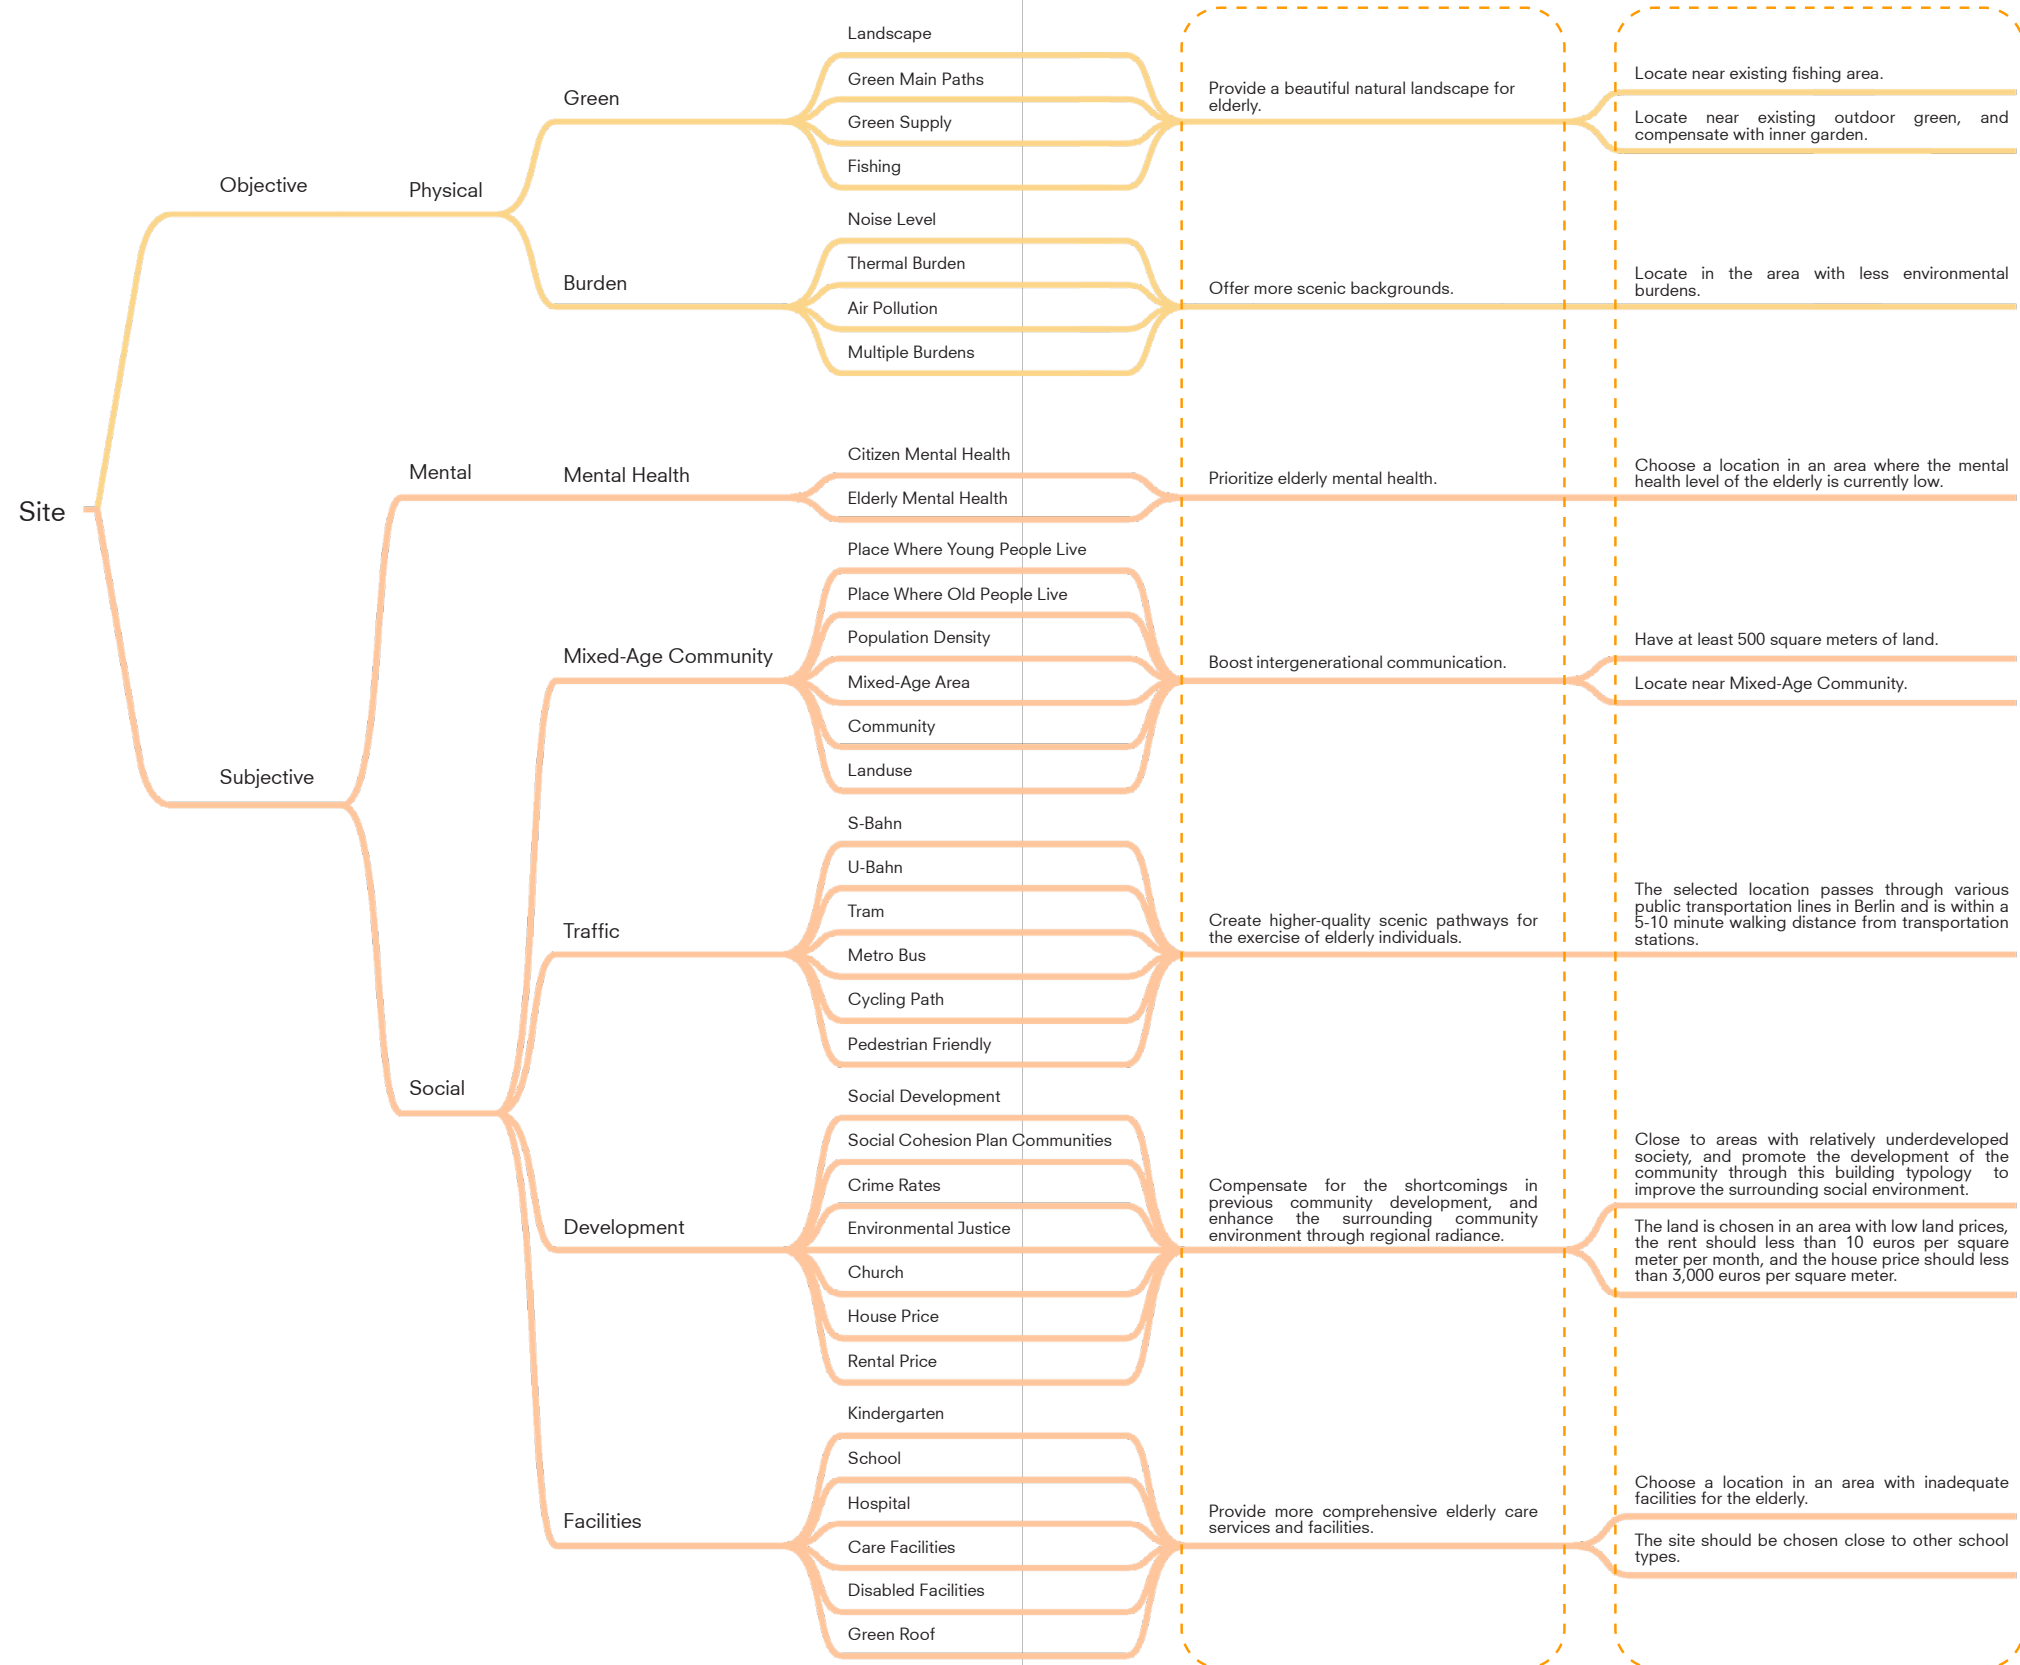 Site
Objective
Physical
Green
Landscape
Green Main Paths
Green Supply
Fishing
Provide a beautiful natural landscape for
elderly.
Locate near existing fishing area.
Locate near existing outdoor green, and
compensate with inner garden.
Burden
Noise Level
Thermal Burden
Air Pollution
Multiple Burdens
Offer more scenic backgrounds.
Locate in the area with less environmental
burdens.
Subjective
Mental
Mental Health
Citizen Mental Health
Elderly Mental Health
Prioritize elderly mental health.
Choose a location in an area where the mental
health level of the elderly is currently low.
Social
Mixed-Age Community
Place Where Young People Live
Place Where Old People Live
Population Density
Mixed-Age Area
Community
Landuse
Boost intergenerational communication.
Have at least 500 square meters of land.
Locate near Mixed-Age Community.
Traffic
S-Bahn
U-Bahn
Tram
Metro Bus
Cycling Path
Pedestrian Friendly
Create higher-quality scenic pathways for
the exercise of elderly individuals.
The selected location passes through various
public transportation lines in Berlin and is within a
5-10 minute walking distance from transportation
stations.
Development
Social Development
Social Cohesion Plan Communities
Crime Rates
Environmental Justice
Church
House Price
Rental Price
Compensate for the shortcomings in
previous community development, and
enhance the surrounding community
environment through regional radiance.
Close to areas with relatively underdeveloped
society, and promote the development of the
community through this building typology to
improve the surrounding social environment.
The land is chosen in an area with low land prices,
the rent should less than 10 euros per square
meter per month, and the house price should less
than 3,000 euros per square meter.
Facilities
Kindergarten
School
Hospital
Care Facilities
Disabled Facilities
Green Roof
Provide more comprehensive elderly care
services and facilities.
Choose a location in an area with inadequate
facilities for the elderly.
The site should be chosen close to other school
types.